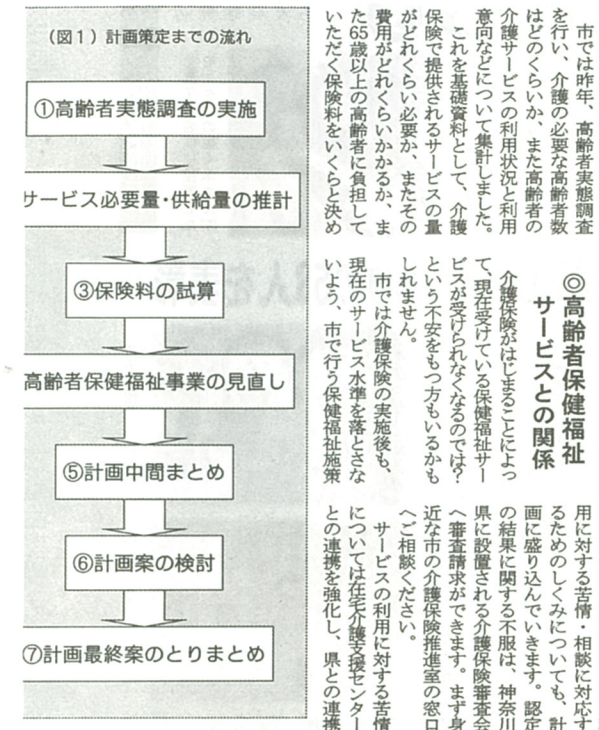 （図１）計画策定までの流れ
①高齢者実態調査の実施
サービス必要量・供給量の推計
③保険料の試算
高齢者保健福祉事業の見直し
⑤計画中間まとめ
⑥計画案の検討
⑦計画最終案のとりまとめ
市では昨年、高齢者実態調査
を行い、介護の必要な高齢者数
はどのくらいか、また高齢者の
介護サービスの利用状況と利用
意向などについて集計しました。
これを基礎資料として、介護
保険で提供されるサービスの量
がどれくらい必要か、またその
費用がどれくらいかかるか、ま
た65歳以上の高齢者に負担して
いただく保険料をいくらと決め
◎高齢者保健福祉
サービスとの関係
介護保険がはじまることによっ
て、現在受けている保健福祉サー
ビスが受けられなくなるのでは？
という不安をもつ方もいるかも
しれません。
市では介護保険の実施後も、
現在のサービス水準を落とさな
いよう、市で行う保健福祉施策
用に対する苦情・相談に対応す
るためのしくみについても、計
画に盛り込んでいきます。認定
の結果に関する不服は、神奈川
県に設置される介護保険審査会
へ審査請求ができます。まず身
近な市の介護保険推進室の窓口
へご相談ください。
サービスの利用に対する苦情
については在宅介護支援センター
との連携を強化し、県との連携